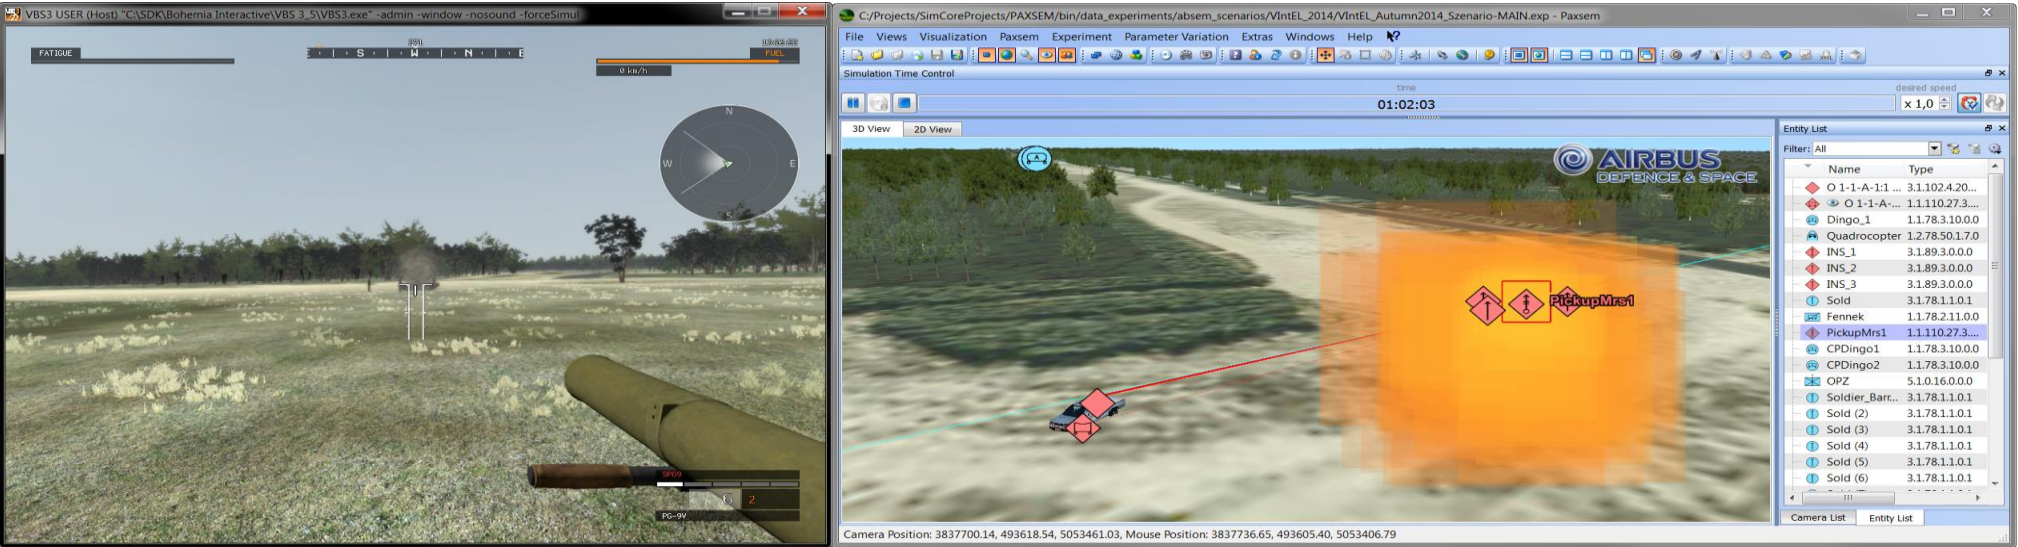 VBS3 USER (Host) "C:\SDK\Bohemia Interactive\VBS 3_5\VBS3.exe" -admin -window -nosound -forceSimul
FATIGUE
S W N E
FUEL
0 km/h
N
W E
SPG9
6 2
PG-9V
C:/Projects/SimCoreProjects/PAXSEM/bin/data_experiments/absem_scenarios/VIntEL_2014/VIntEL_Autumn2014_Szenario-MAIN.exp - Paxsem
File Views Visualization Paxsem Experiment Parameter Variation Extras Windows Help
Simulation Time Control
time desired speed
01:02:03 x 1,0
3D View 2D View
AIRBUS
DEFENCE & SPACE
PickupMrs1
Entity List
Filter: All
Name Type
O 1-1-A-1:1 ... 3.1.102.4.20...
O 1-1-A-... 1.1.110.27.3....
Dingo_1 1.1.78.3.10.0.0
Quadrocopter 1.2.78.50.1.7.0
INS_1 3.1.89.3.0.0.0
INS_2 3.1.89.3.0.0.0
INS_3 3.1.89.3.0.0.0
Sold 3.1.78.1.1.0.1
Fennek 1.1.78.2.11.0.0
PickupMrs1 1.1.110.27.3....
CPDingo1 1.1.78.3.10.0.0
CPDingo2 1.1.78.3.10.0.0
OPZ 5.1.0.16.0.0.0
Soldier_Barr... 3.1.78.1.1.0.1
Sold (2) 3.1.78.1.1.0.1
Sold (3) 3.1.78.1.1.0.1
Sold (4) 3.1.78.1.1.0.1
Sold (5) 3.1.78.1.1.0.1
Sold (6) 3.1.78.1.1.0.1
Camera List Entity List
Camera Position: 3837700.14, 493618.54, 5053461.03, Mouse Position: 3837736.65, 493605.40, 5053406.79